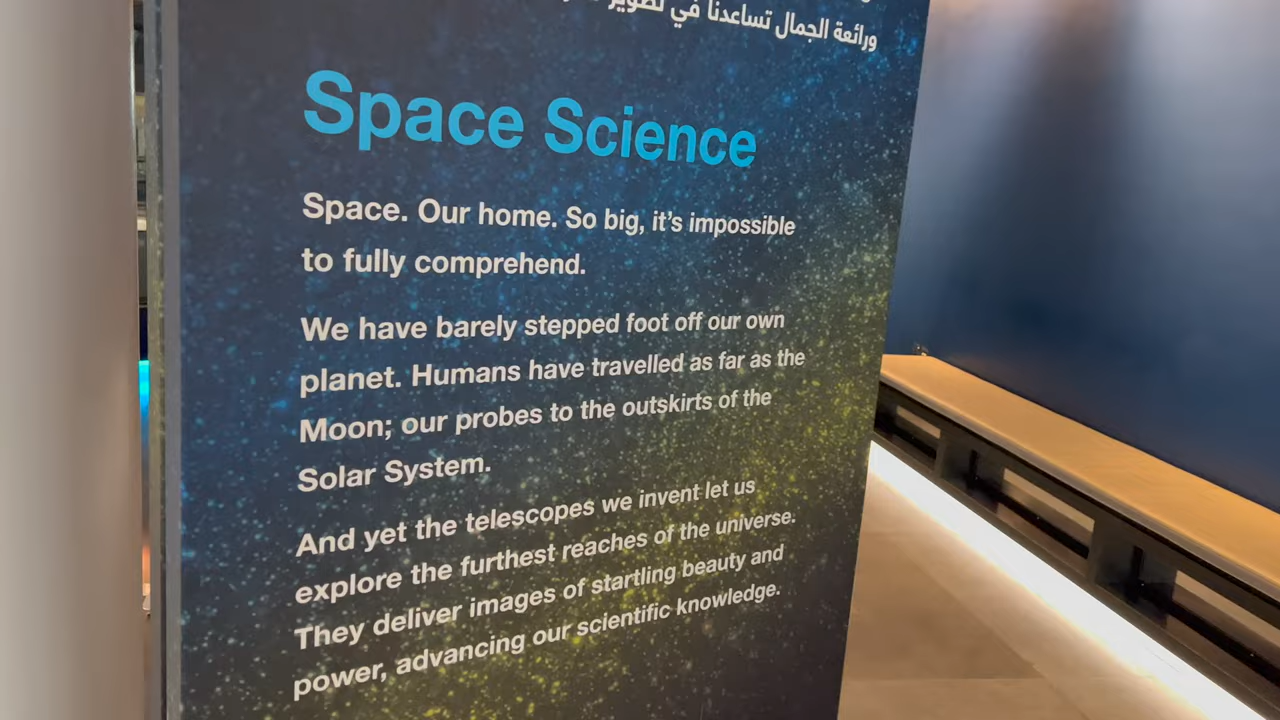 ورائعة الجمال تساعدنا في تطوير
Space Science
Space. Our home. So big, it's impossible
to fully comprehend.
We have barely stepped foot off our own
planet. Humans have travelled as far as the
Moon; our probes to the outskirts of the
Solar System.
And yet the telescopes we invent let us
explore the furthest reaches of the universe.
They deliver images of startling beauty and
power, advancing our scientific knowledge.